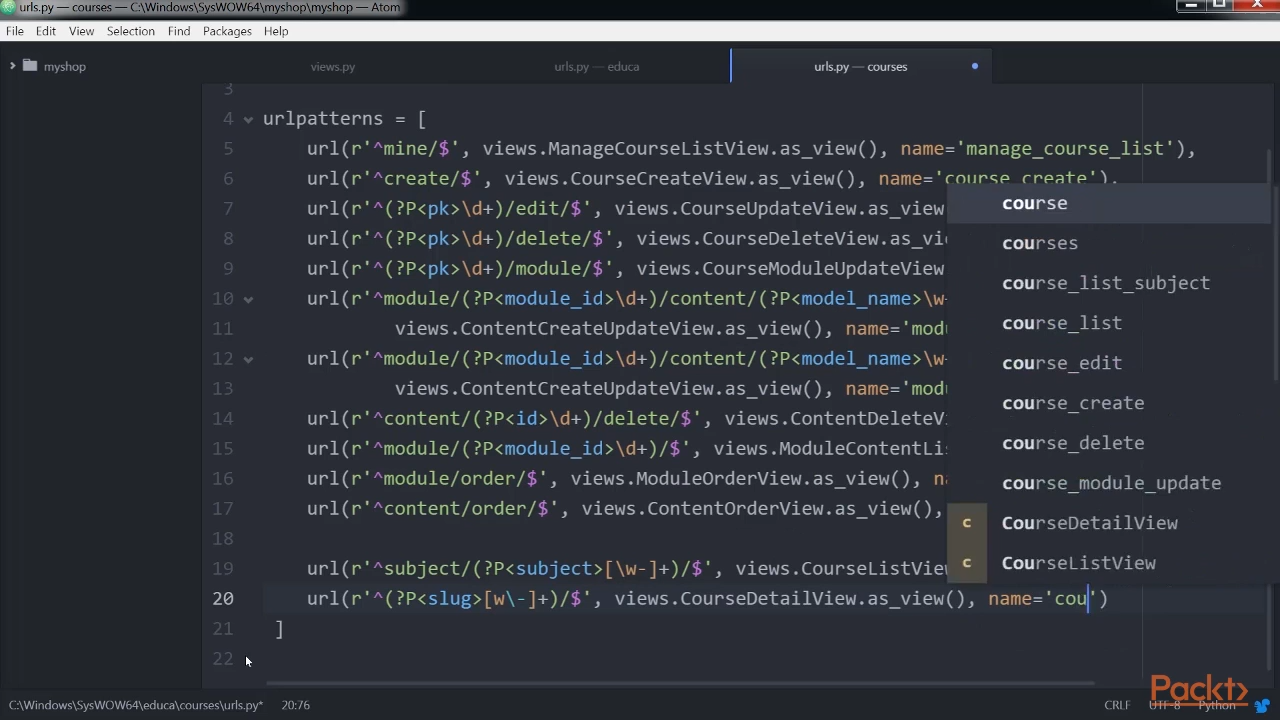 urls.py — courses — C:\Windows\SysWOW64\myshop\myshop — Atom
File Edit View Selection Find Packages Help
myshop
views.py
urls.py — educa
urls.py — courses
3
4 urlpatterns = [
5 url(r'^mine/$', views.ManageCourseListView.as_view(), name='manage_course_list'),
6 url(r'^create/$', views.CourseCreateView.as_view(), name='course_create'),
7 url(r'^(?P<pk>\d+)/edit/$', views.CourseUpdateView.as_view
8 url(r'^(?P<pk>\d+)/delete/$', views.CourseDeleteView.as_vi
9 url(r'^(?P<pk>\d+)/module/$', views.CourseModuleUpdateView
10 url(r'^module/(?P<module_id>\d+)/content/(?P<model_name>\w-
11 views.ContentCreateUpdateView.as_view(), name='modu
12 url(r'^module/(?P<module_id>\d+)/content/(?P<model_name>\w-
13 views.ContentCreateUpdateView.as_view(), name='modu
14 url(r'^content/(?P<id>\d+)/delete/$', views.ContentDeleteVi
15 url(r'^module/(?P<module_id>\d+)/$', views.ModuleContentLis
16 url(r'^module/order/$', views.ModuleOrderView.as_view(), na
17 url(r'^content/order/$', views.ContentOrderView.as_view(),
18
19 url(r'^subject/(?P<subject>[\w-]+)/$', views.CourseListView
20 url(r'^(?P<slug>[w\-]+)/$', views.CourseDetailView.as_view(), name='cou')
21 ]
22
course
courses
course_list_subject
course_list
course_edit
course_create
course_delete
course_module_update
c CourseDetailView
c CourseListView
Packt>
C:\Windows\SysWOW64\educa\courses\urls.py* 20:76 CRLF UTF-8 Python